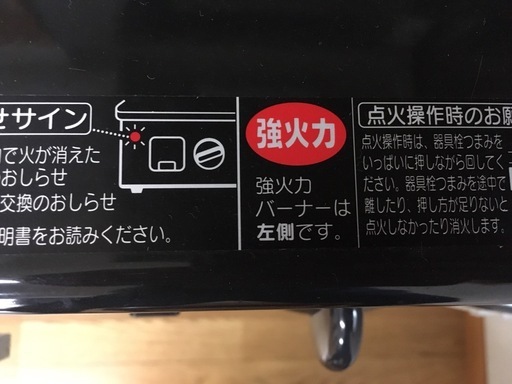 せサイン
で火が消えた
のおしらせ
交換のおしらせ
明書をお読みください。
強火力
強火力
バーナーは
左側です。
点火操作時のお願
点火操作時は、器具栓つまみを
いっぱいに押しながら回してく
ださい。器具栓つまみを途中で
離したり、押し方が足りないと
点火しなかったり消火します。